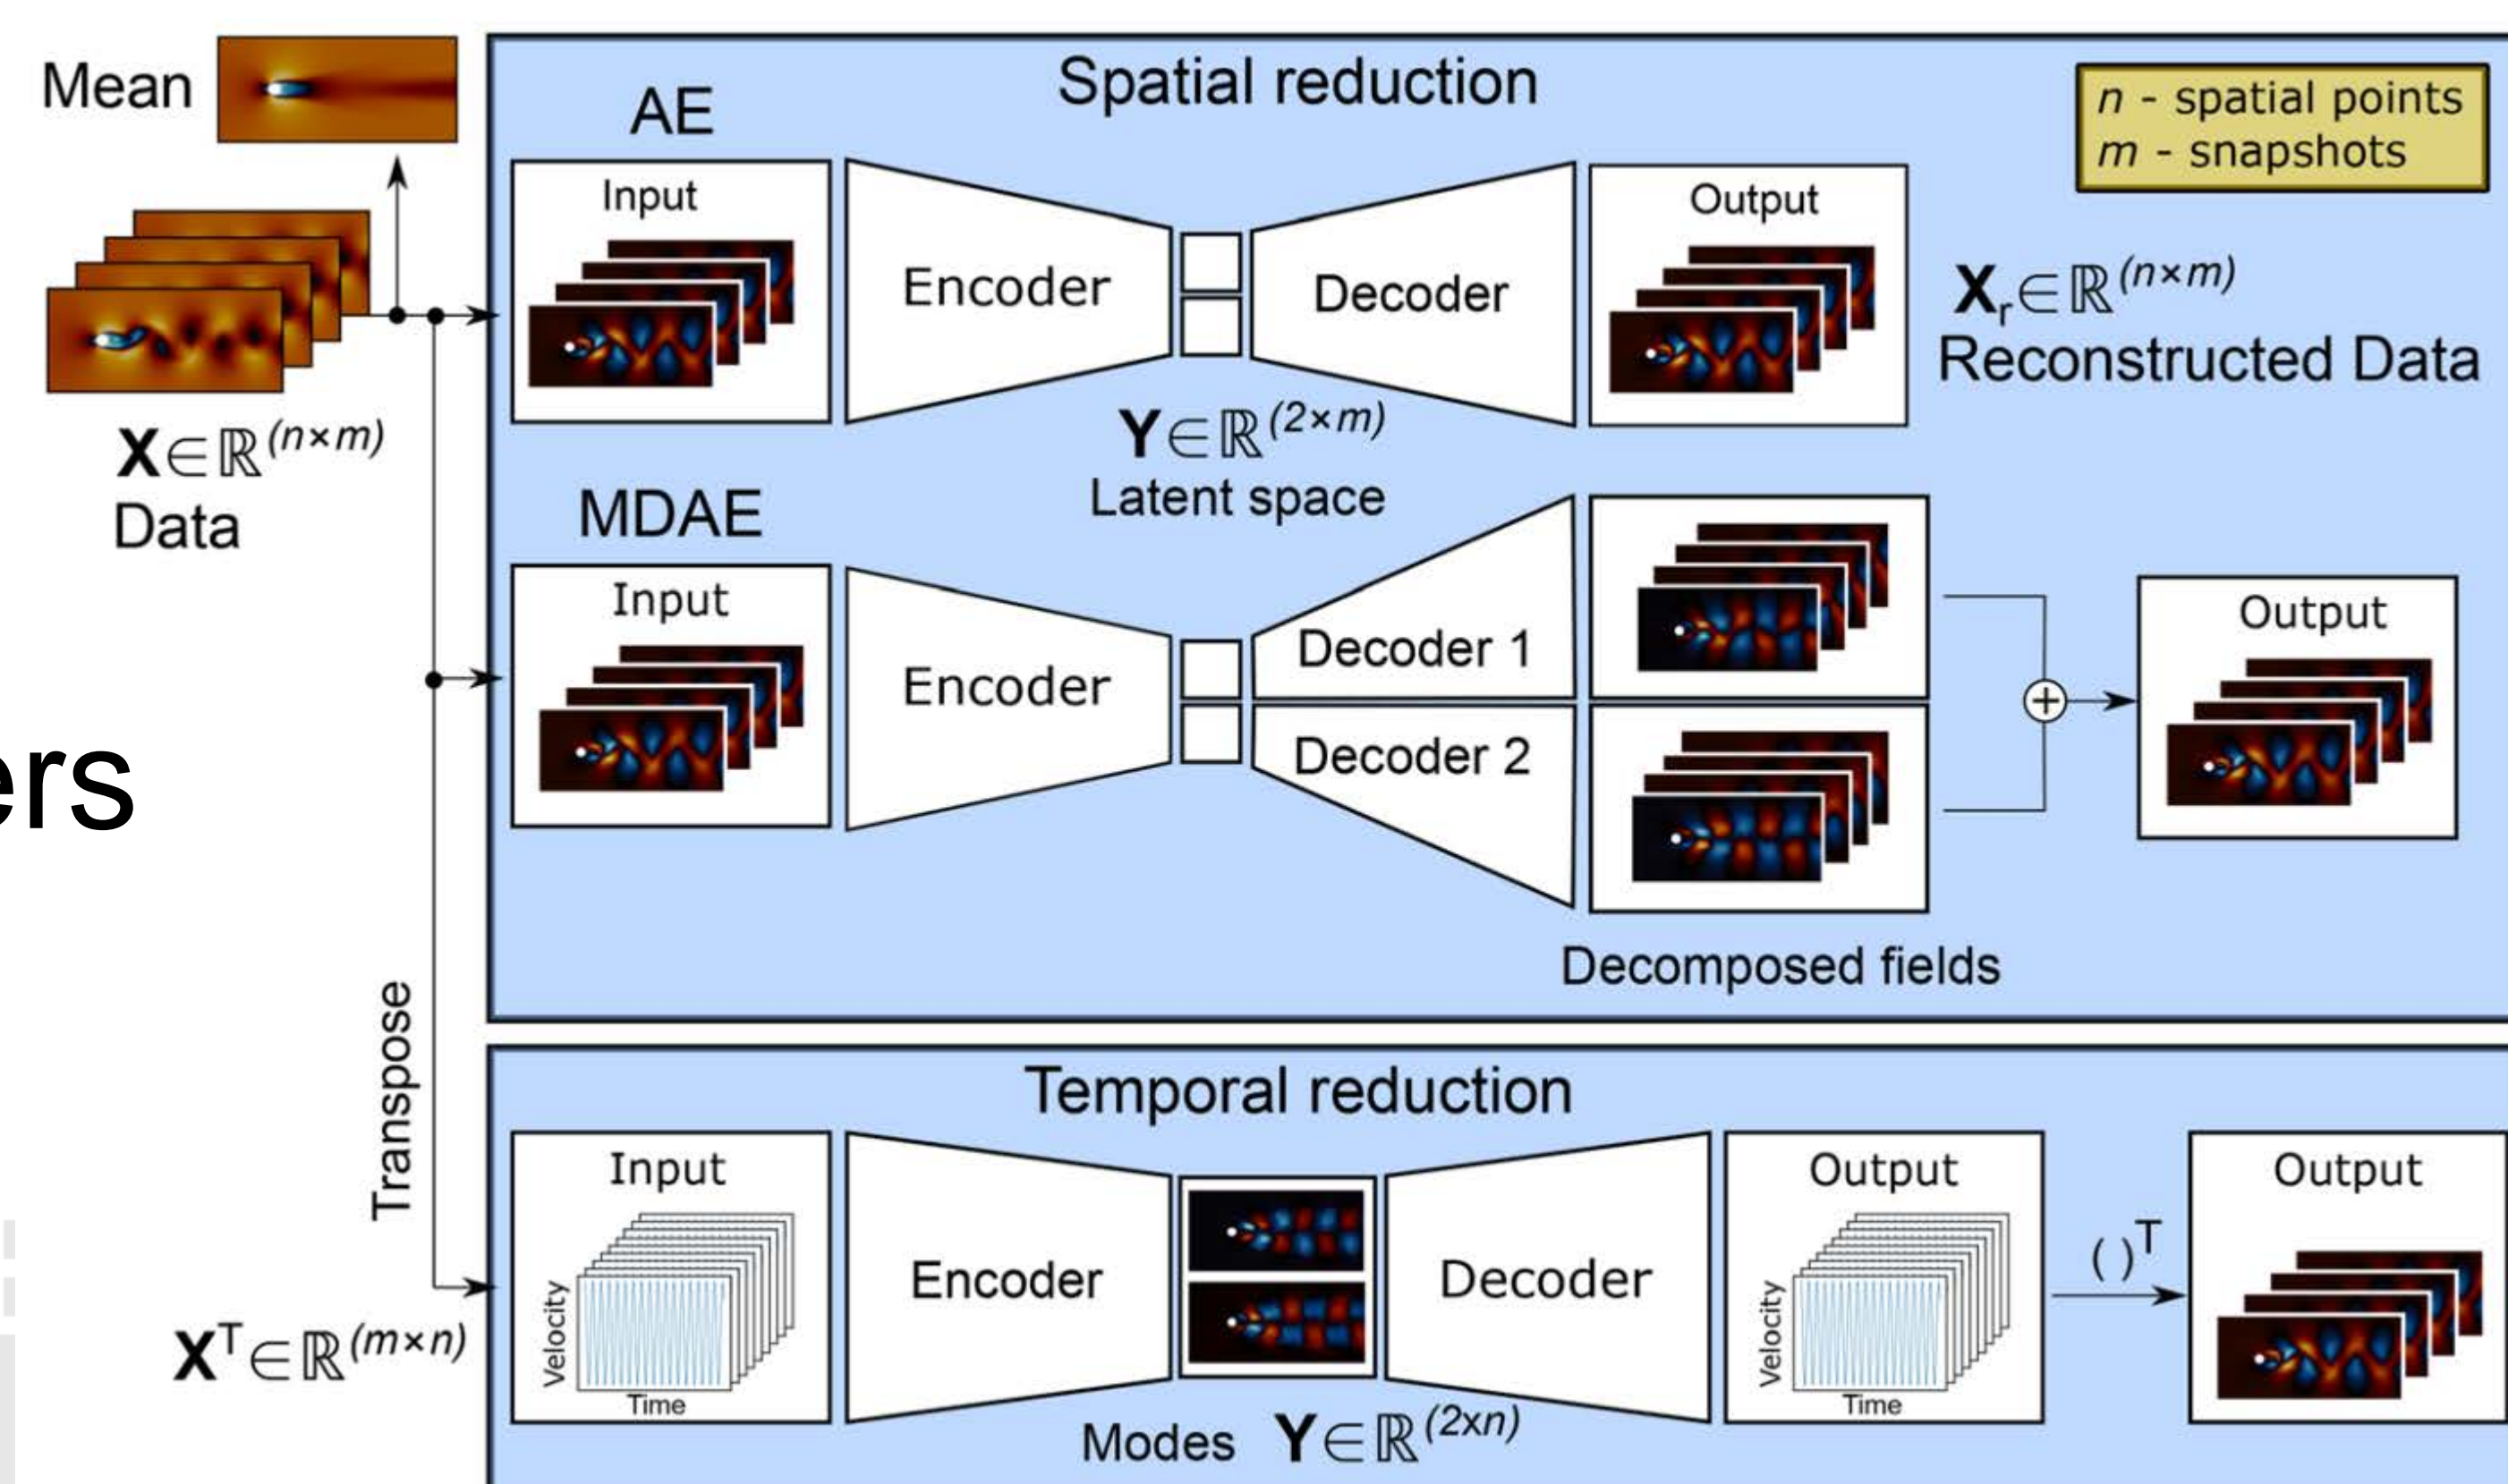 Mean
Spatial reduction
n - spatial points
m - snapshots
AE
Input
Encoder
Decoder
Output
X∈ℝ(n×m)
Data
Xr∈ℝ(n×m)
Reconstructed Data
Y∈ℝ(2×m)
Latent space
MDAE
Input
Encoder
Decoder 1
Decoder 2
Output
Decomposed fields
ers
Transpose
Temporal reduction
XT∈ℝ(m×n)
Input
Velocity
Time
Encoder
Decoder
Modes Y∈ℝ(2xn)
Output
Velocity
Time
( )T
Output